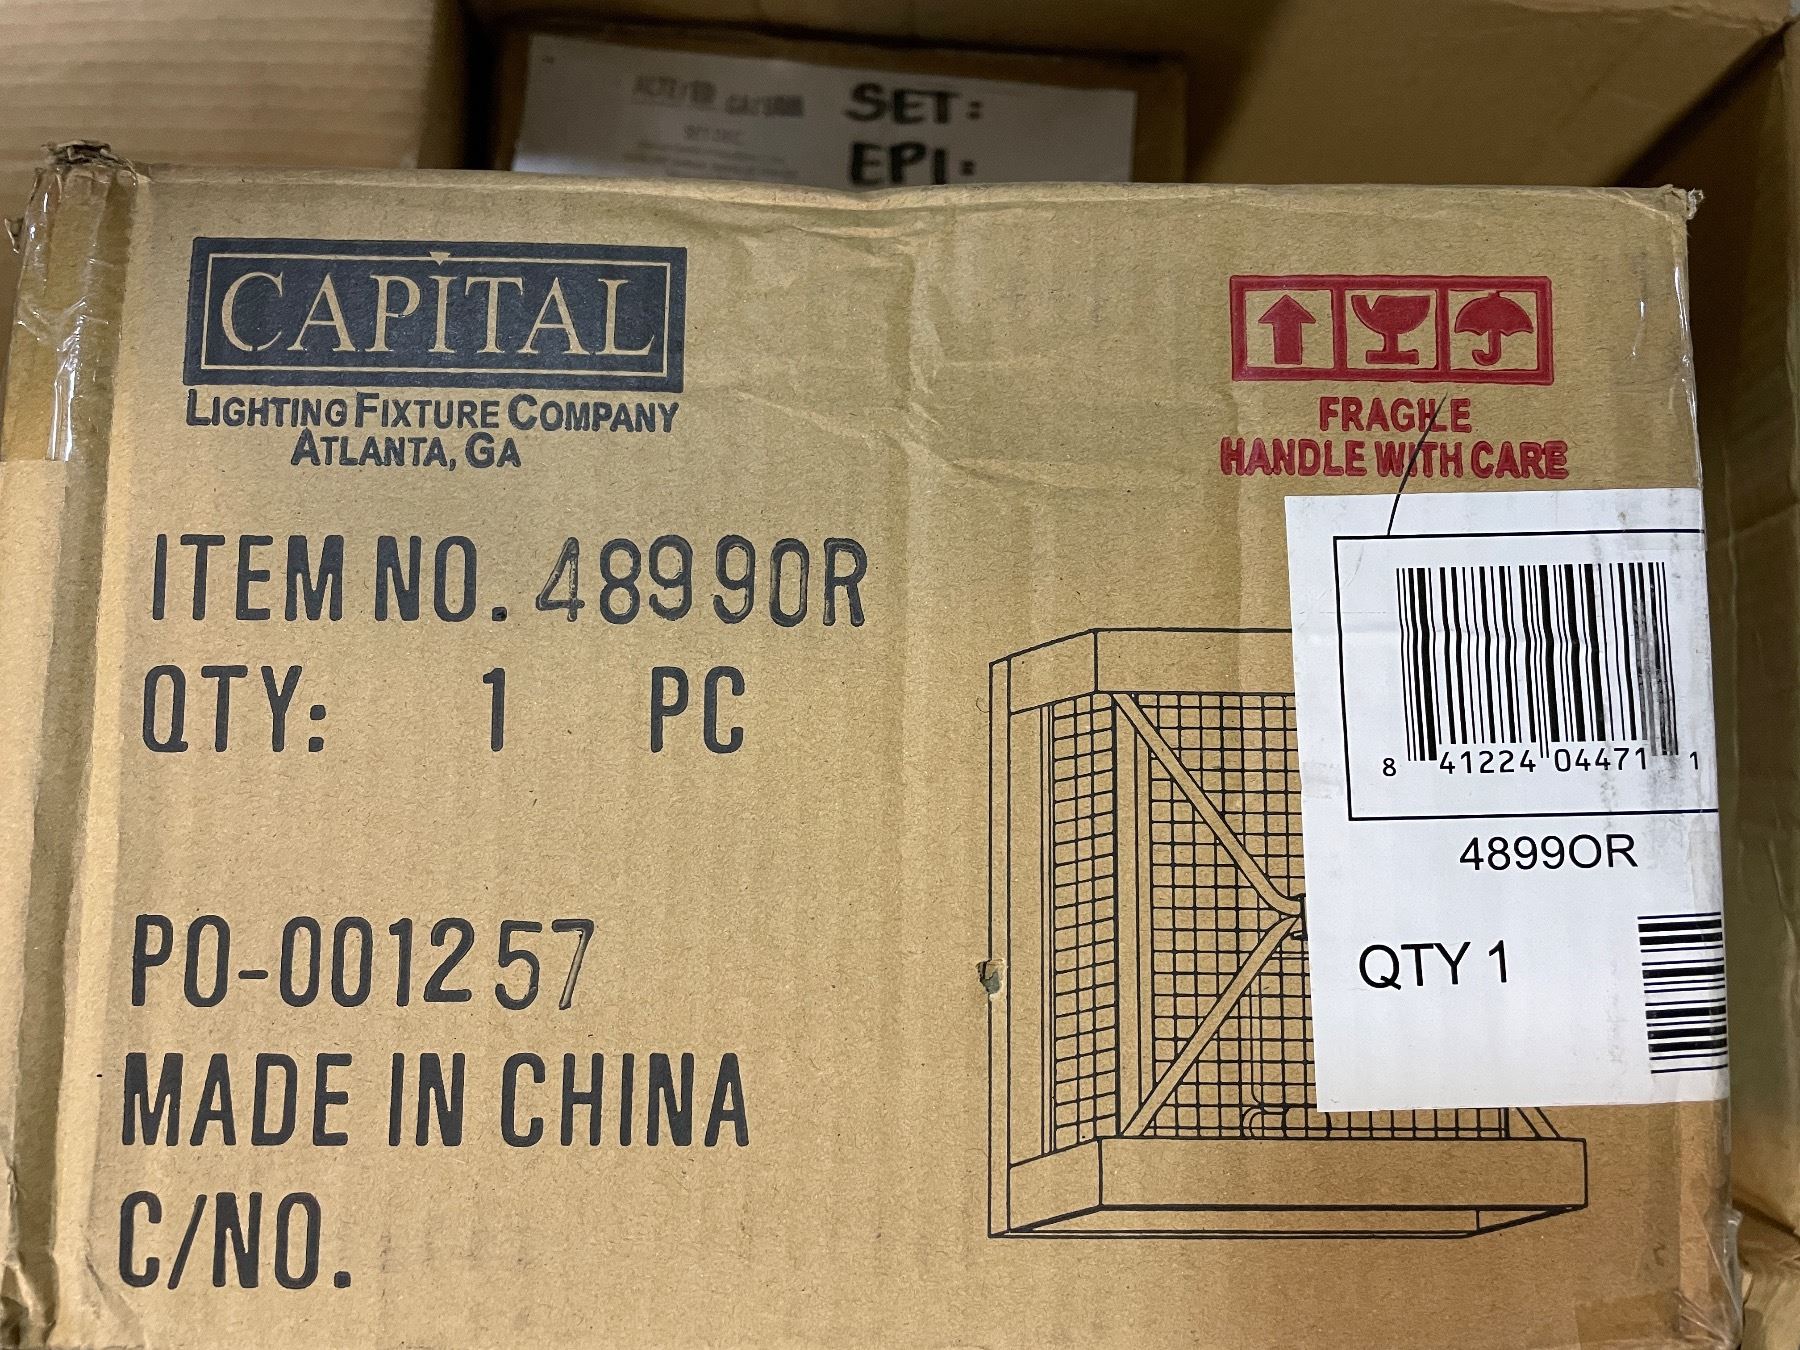 SET:
EPI:
CAPITAL
LIGHTING FIXTURE COMPANY
ATLANTA, GA
FRAGILE
HANDLE WITH CARE
ITEM NO. 48990R
QTY: 1 PC
PO-001257
MADE IN CHINA
C/NO.
8 41224 04471 1
4899OR
QTY 1